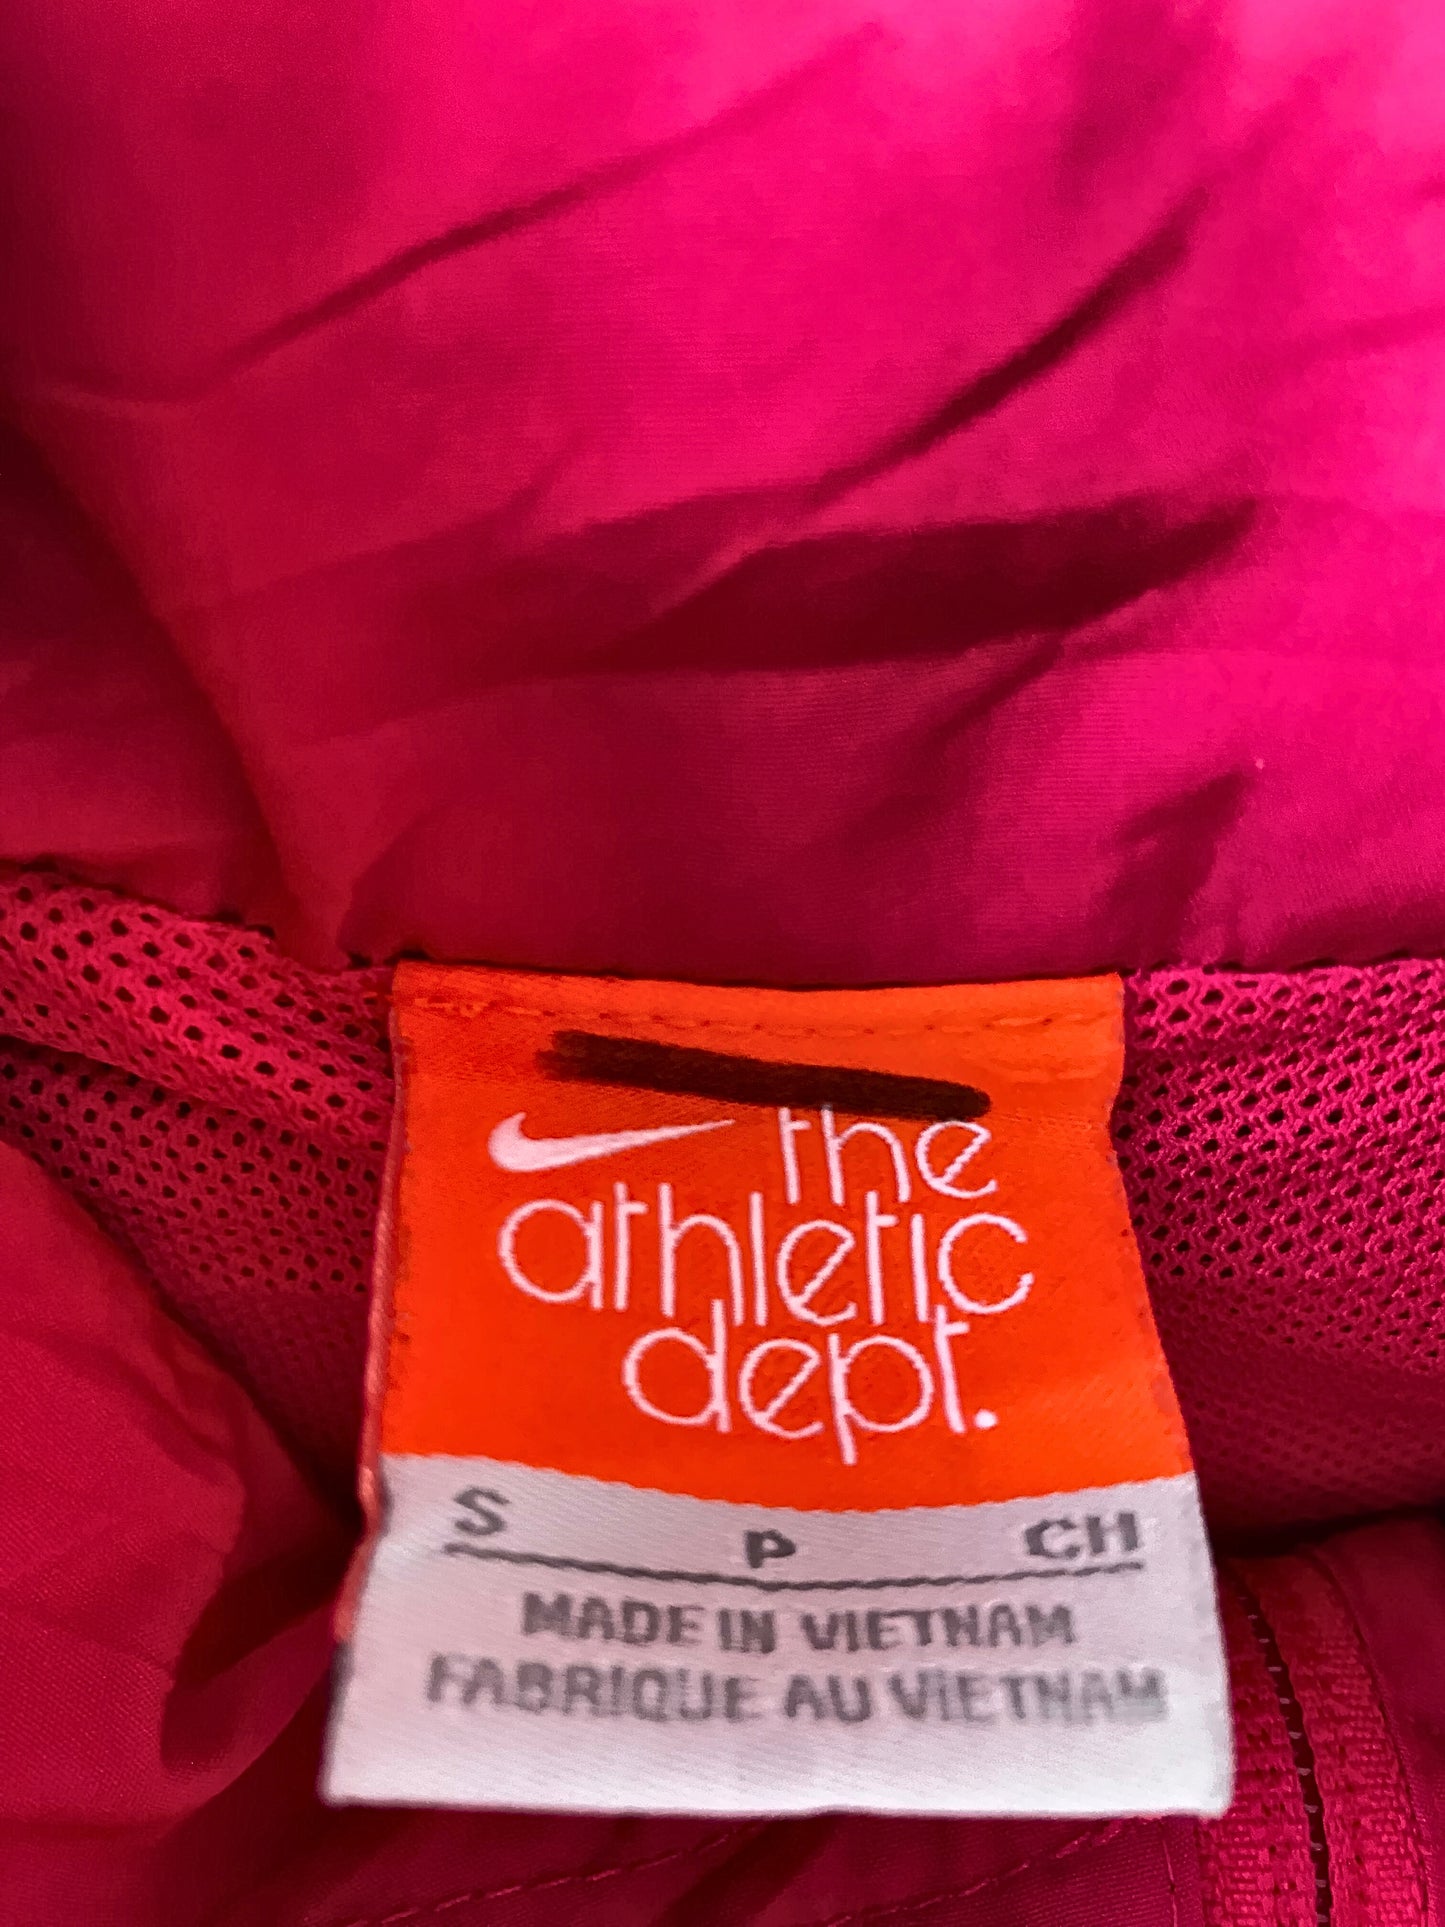 the
athletic
dept.
S P CH
MADE IN VIETNAM
FABRIQUE AU VIETNAM